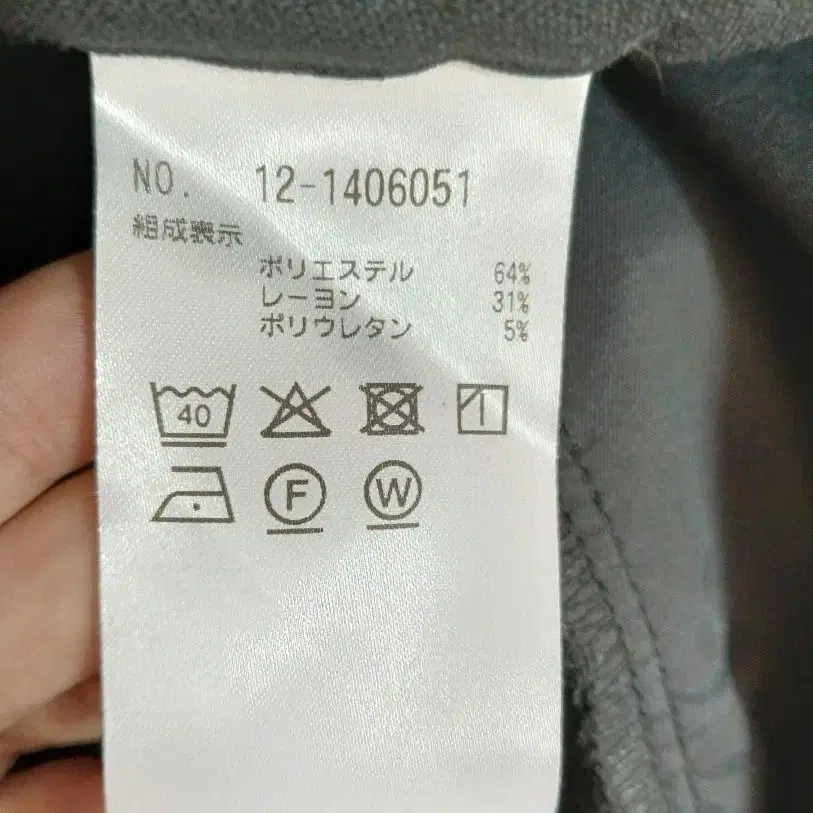 NO. 12-1406051
組成表示
ポリエステル 64%
レーヨン 31%
ポリウレタン 5%
40
F W